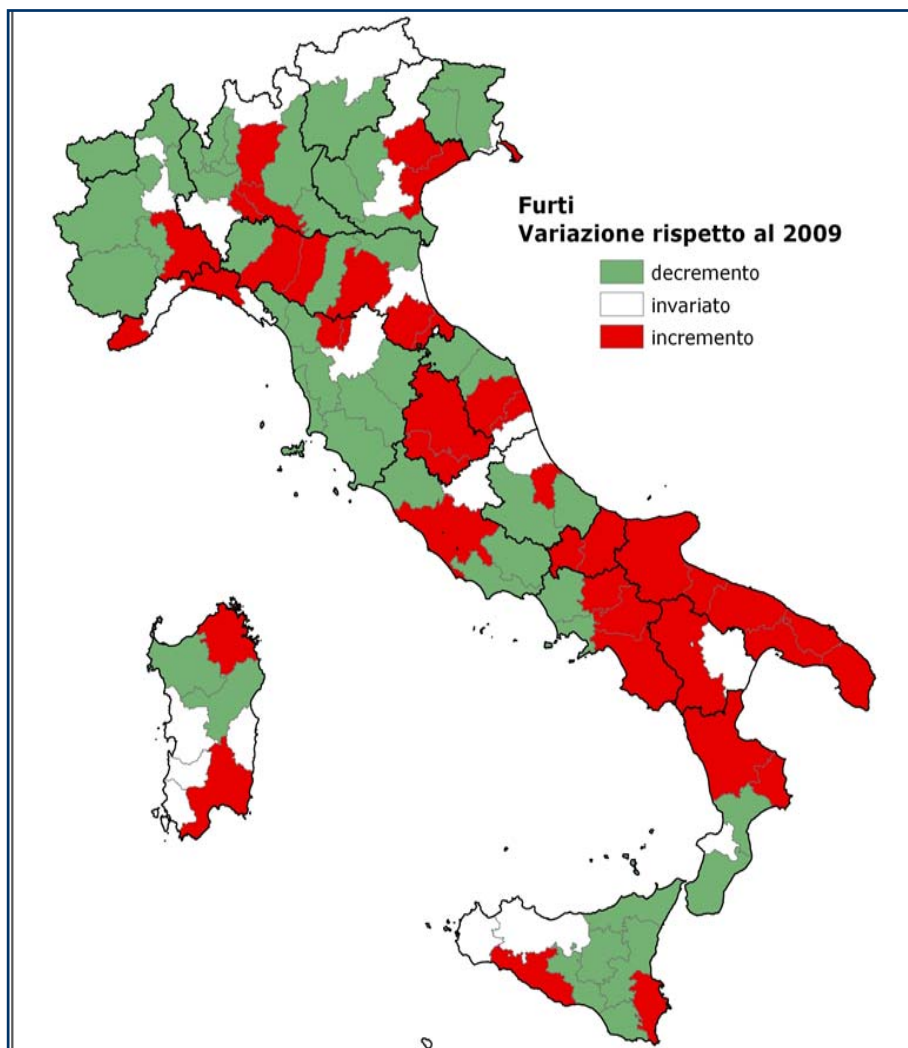 Furti
Variazione rispetto al 2009
decremento
invariato
incremento